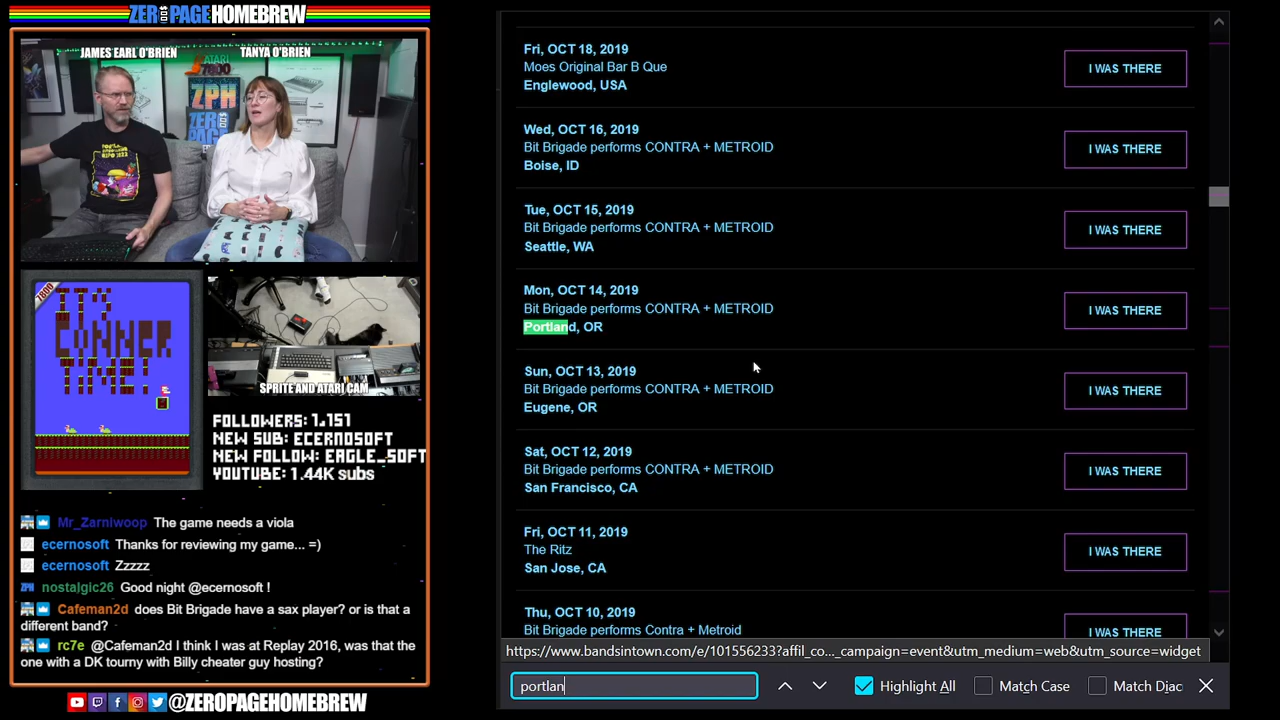 ZERO PAGE HOMEBREW
JAMES EARL O'BRIEN
TANYA O'BRIEN
ATARI
7800
ZPH
ZERO
PAGE
7800
IT'S
CONNER
TIME!
SPRITE AND ATARI CAM
FOLLOWERS: 1,151
NEW SUB: ECERNOSOFT
NEW FOLLOW: EAGLE_SOFT
YOUTUBE: 1.44K subs
Mr_Zarniwoop The game needs a viola
ecernosoft Thanks for reviewing my game... =)
ecernosoft Zzzzz
ZPH nostalgic26 Good night @ecernosoft !
Cafeman2d does Bit Brigade have a sax player? or is that a
different band?
rc7e @Cafeman2d I think I was at Replay 2016, was that the
one with a DK tourny with Billy cheater guy hosting?
@ZEROPAGEHOMEBREW
Fri, OCT 18, 2019
Moes Original Bar B Que
Englewood, USA
I WAS THERE
Wed, OCT 16, 2019
Bit Brigade performs CONTRA + METROID
Boise, ID
I WAS THERE
Tue, OCT 15, 2019
Bit Brigade performs CONTRA + METROID
Seattle, WA
I WAS THERE
Mon, OCT 14, 2019
Bit Brigade performs CONTRA + METROID
Portland, OR
I WAS THERE
Sun, OCT 13, 2019
Bit Brigade performs CONTRA + METROID
Eugene, OR
I WAS THERE
Sat, OCT 12, 2019
Bit Brigade performs CONTRA + METROID
San Francisco, CA
I WAS THERE
Fri, OCT 11, 2019
The Ritz
San Jose, CA
I WAS THERE
Thu, OCT 10, 2019
Bit Brigade performs Contra + Metroid
I WAS THERE
https://www.bandsintown.com/e/101556233?affil_co..._campaign=event&utm_medium=web&utm_source=widget
portlan
Highlight All
Match Case
Match Diac